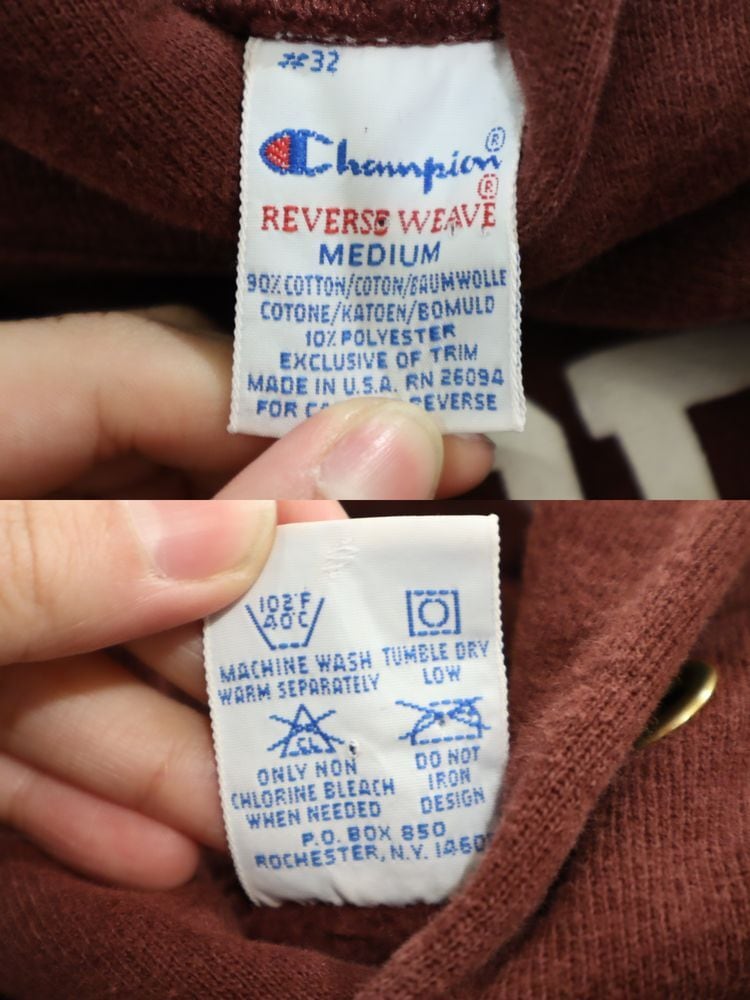 #32
Champion®
®
REVERSE WEAVE
MEDIUM
90% COTTON/COTON/BAUMWOLLE
COTONE/KATOEN/BOMULD
10% POLYESTER
EXCLUSIVE OF TRIM
MADE IN U.S.A. RN 26094
FOR REVERSE
102°F
40°C
MACHINE WASH
WARM SEPARATELY
TUMBLE DRY
LOW
CL
ONLY NON
CHLORINE BLEACH
WHEN NEEDED
DO NOT
IRON
DESIGN
P.O. BOX 850
ROCHESTER, N.Y.